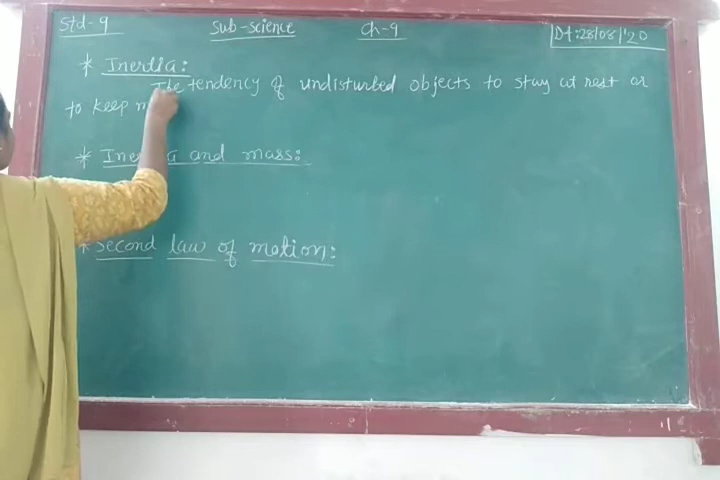 Std-9 Sub-science Ch-9 Dt:28/08/'20
* Inertia:
The tendency of undisturbed objects to stay at rest or
to keep
* and mass:
* Second law of motion: